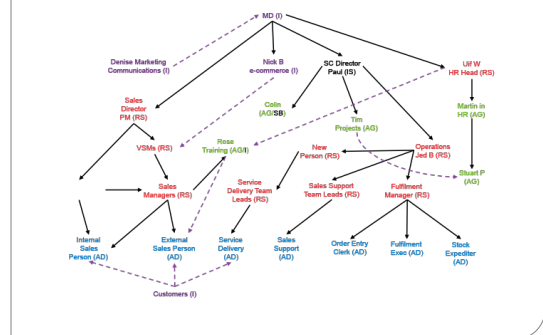 MD (I)
Denise Marketing
Communications (I)
Nick B
e-commerce (I)
SC Director
Paul (IS)
Ulf W
HR Head (RS)
Sales
Director
PM (RS)
Colin
(AG/SB)
Tim
Projects (AG)
Martin in
HR (AG)
VSMs (RS)
Rose
Training (AG/I)
New
Person (RS)
Operations
Jed B (RS)
Stuart P
(AG)
Sales
Managers (RS)
Service
Delivery Team
Leads (RS)
Sales Support
Team Leads (RS)
Fulfilment
Manager (RS)
Internal
Sales
Person (AD)
External
Sales Person (AD)
Service
Delivery (AD)
Sales
Support (AD)
Order Entry
Clerk (AD)
Fulfilment
Exec (AD)
Stock
Expediter
(AD)
Customers (I)